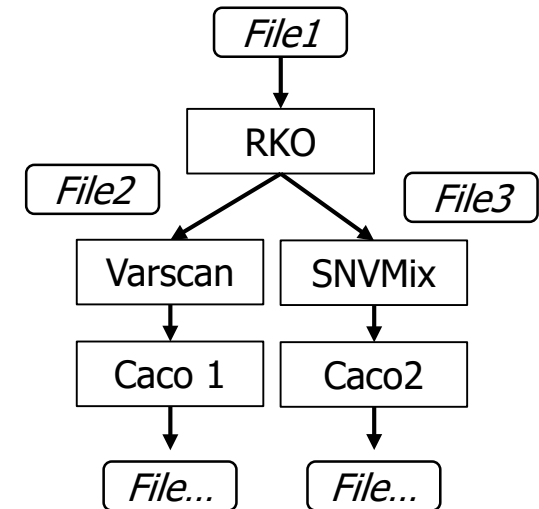 File1
RKO
File2
File3
Varscan
SNVMix
Caco 1
Caco2
File...
File...